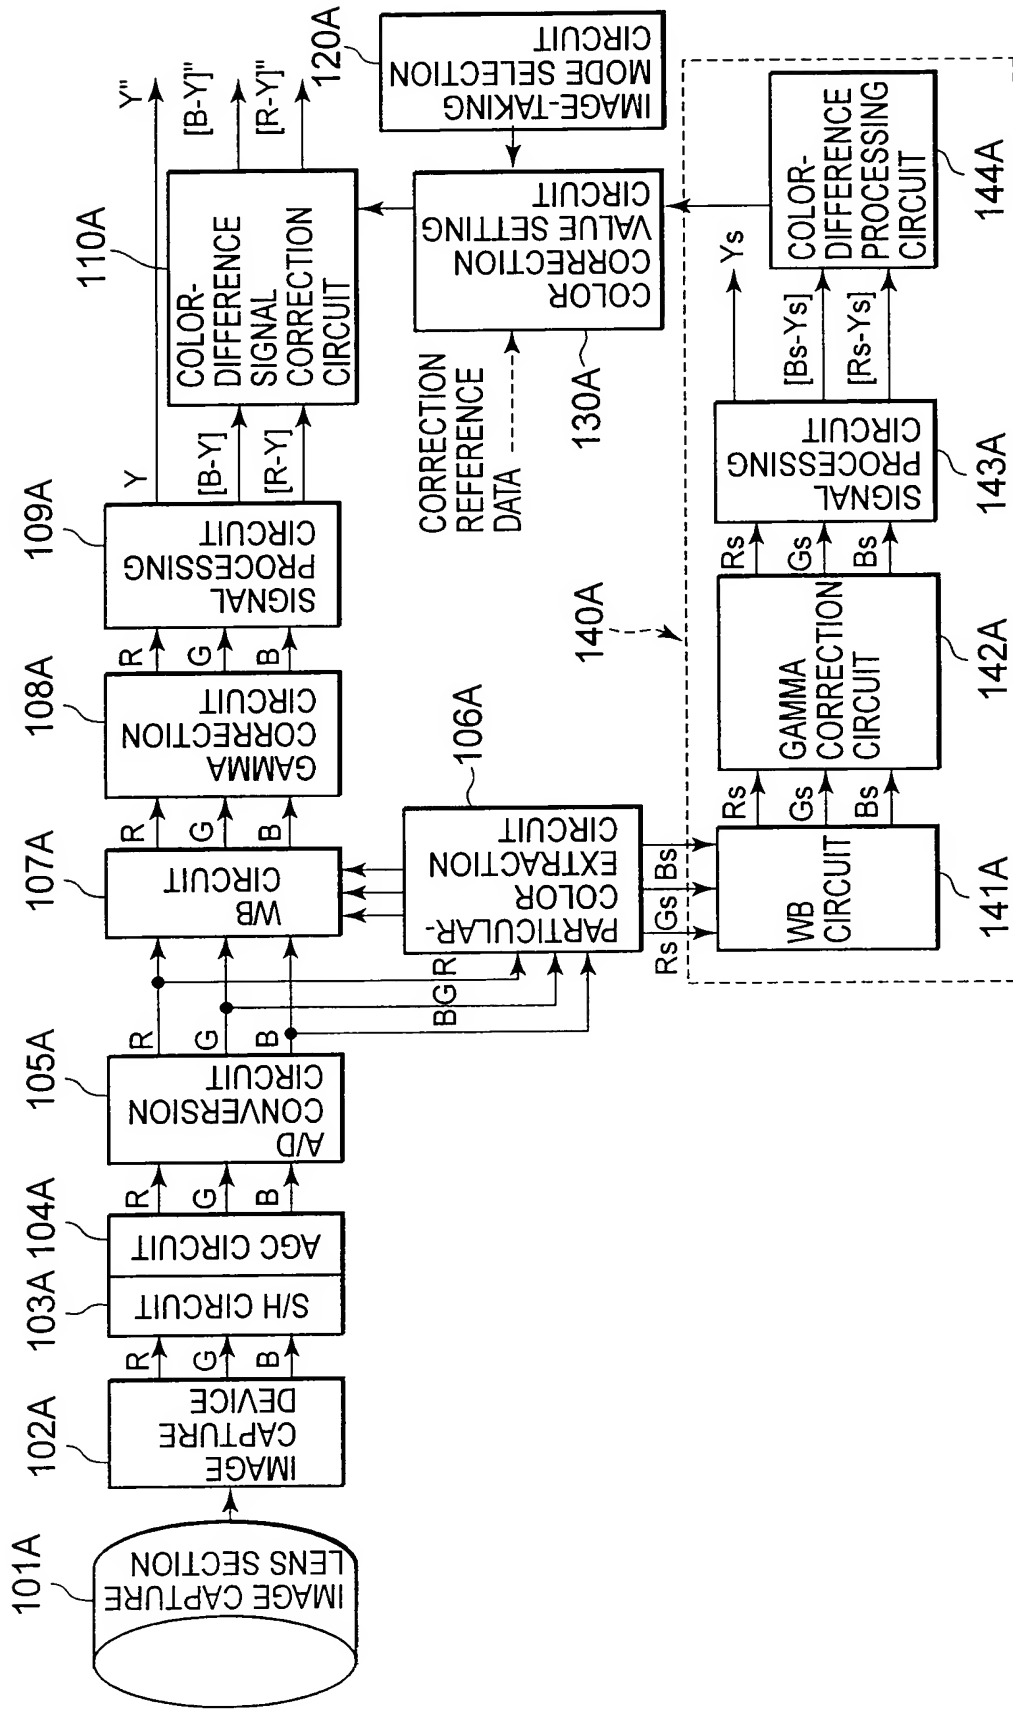 101A
IMAGE CAPTURE
LENS SECTION
102A
IMAGE
CAPTURE
DEVICE
R
G
B
103A
S/H CIRCUIT
104A
AGC CIRCUIT
R
G
B
105A
A/D
CONVERSION
CIRCUIT
R
G
B
R
G
B
106A
PARTICULAR-
COLOR
EXTRACTION
CIRCUIT
107A
WB
CIRCUIT
R
G
B
108A
GAMMA
CORRECTION
CIRCUIT
R
G
B
109A
SIGNAL
PROCESSING
CIRCUIT
Y
[B-Y]
[R-Y]
110A
COLOR-
DIFFERENCE
SIGNAL
CORRECTION
CIRCUIT
Y"
[B-Y]"
[R-Y]"
120A
IMAGE-TAKING
MODE SELECTION
CIRCUIT
CORRECTION
REFERENCE
DATA
130A
COLOR
CORRECTION
VALUE SETTING
CIRCUIT
140A
Rs
Gs
Bs
WB
CIRCUIT
141A
Rs
Gs
Bs
GAMMA
CORRECTION
CIRCUIT
142A
Rs
Gs
Bs
SIGNAL
PROCESSING
CIRCUIT
143A
Ys
[Bs-Ys]
[Rs-Ys]
COLOR-
DIFFERENCE
PROCESSING
CIRCUIT
144A